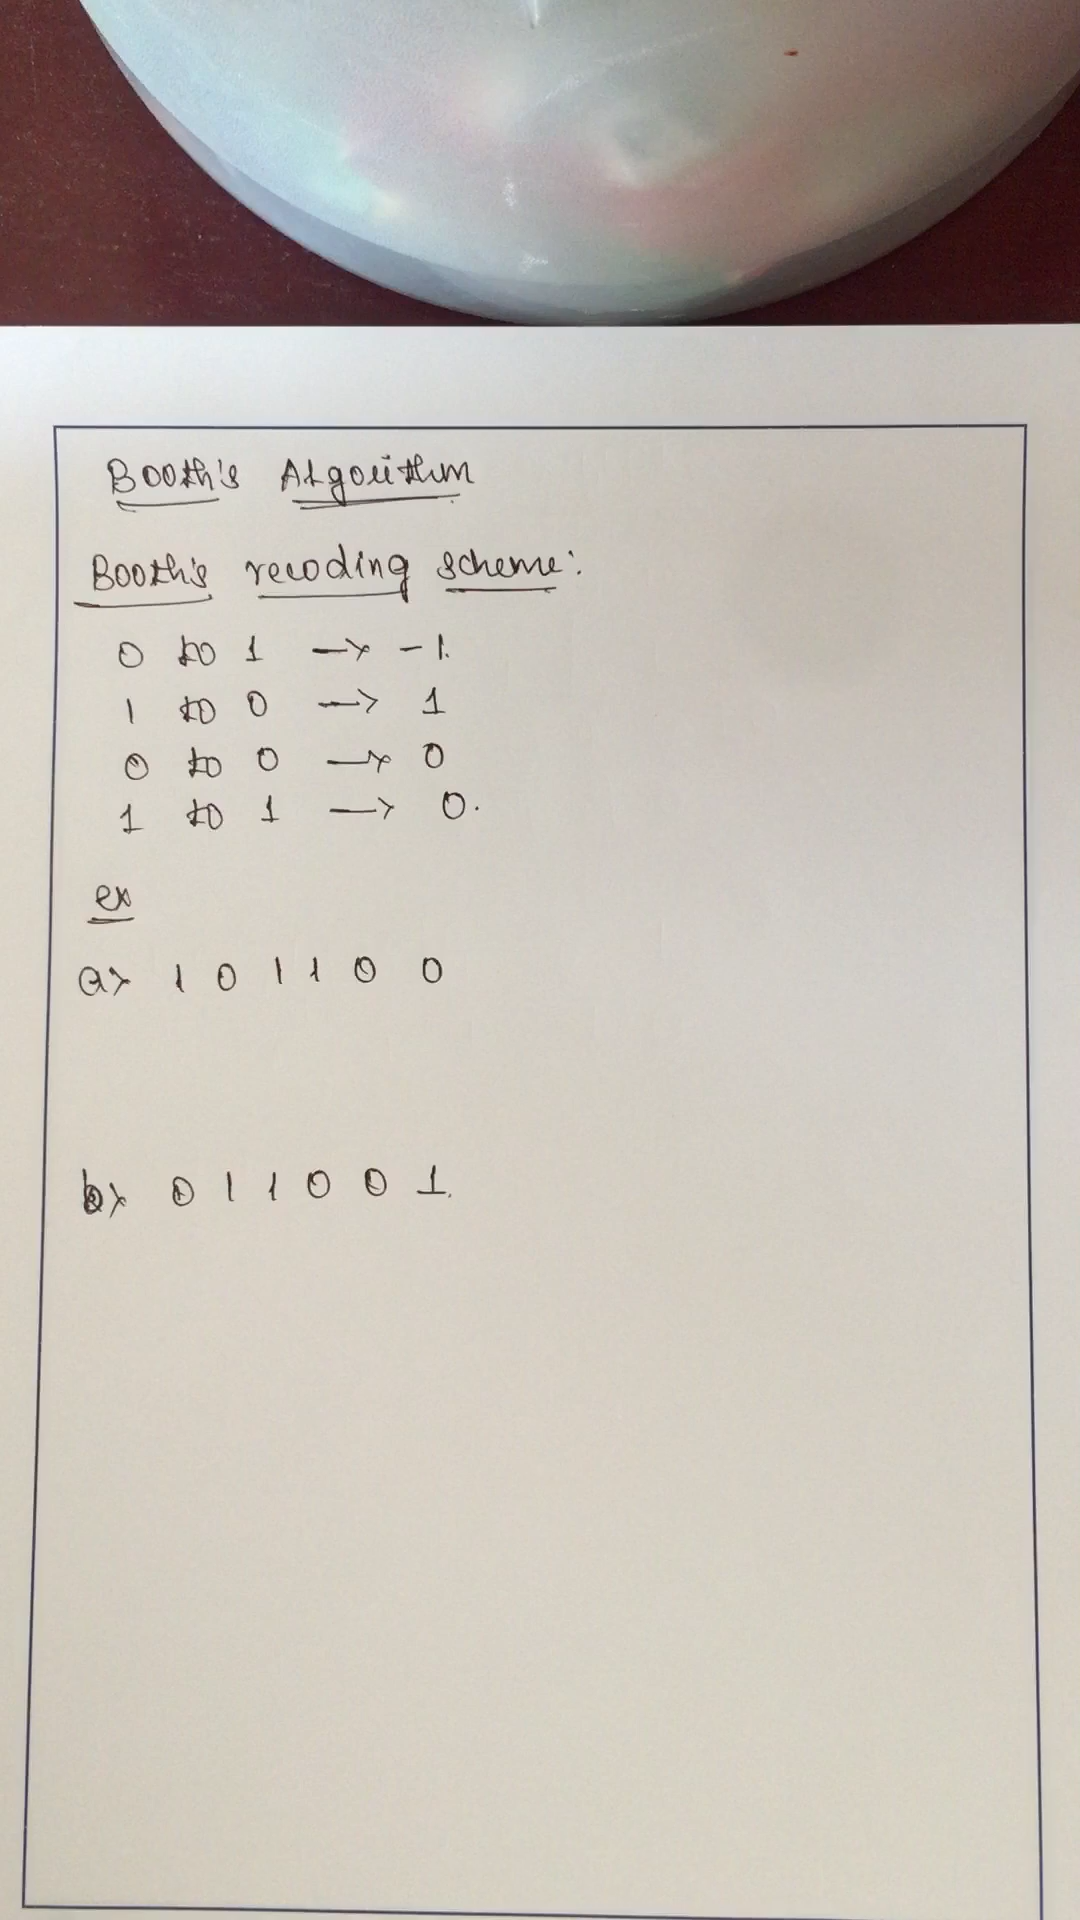 Booth's Algorithm
Booth's recoding scheme:
0 to 1 → -1.
1 to 0 → 1
0 to 0 → 0
1 to 1 → 0.
ex
a> 1 0 1 1 0 0
b> 0 1 1 0 0 1.